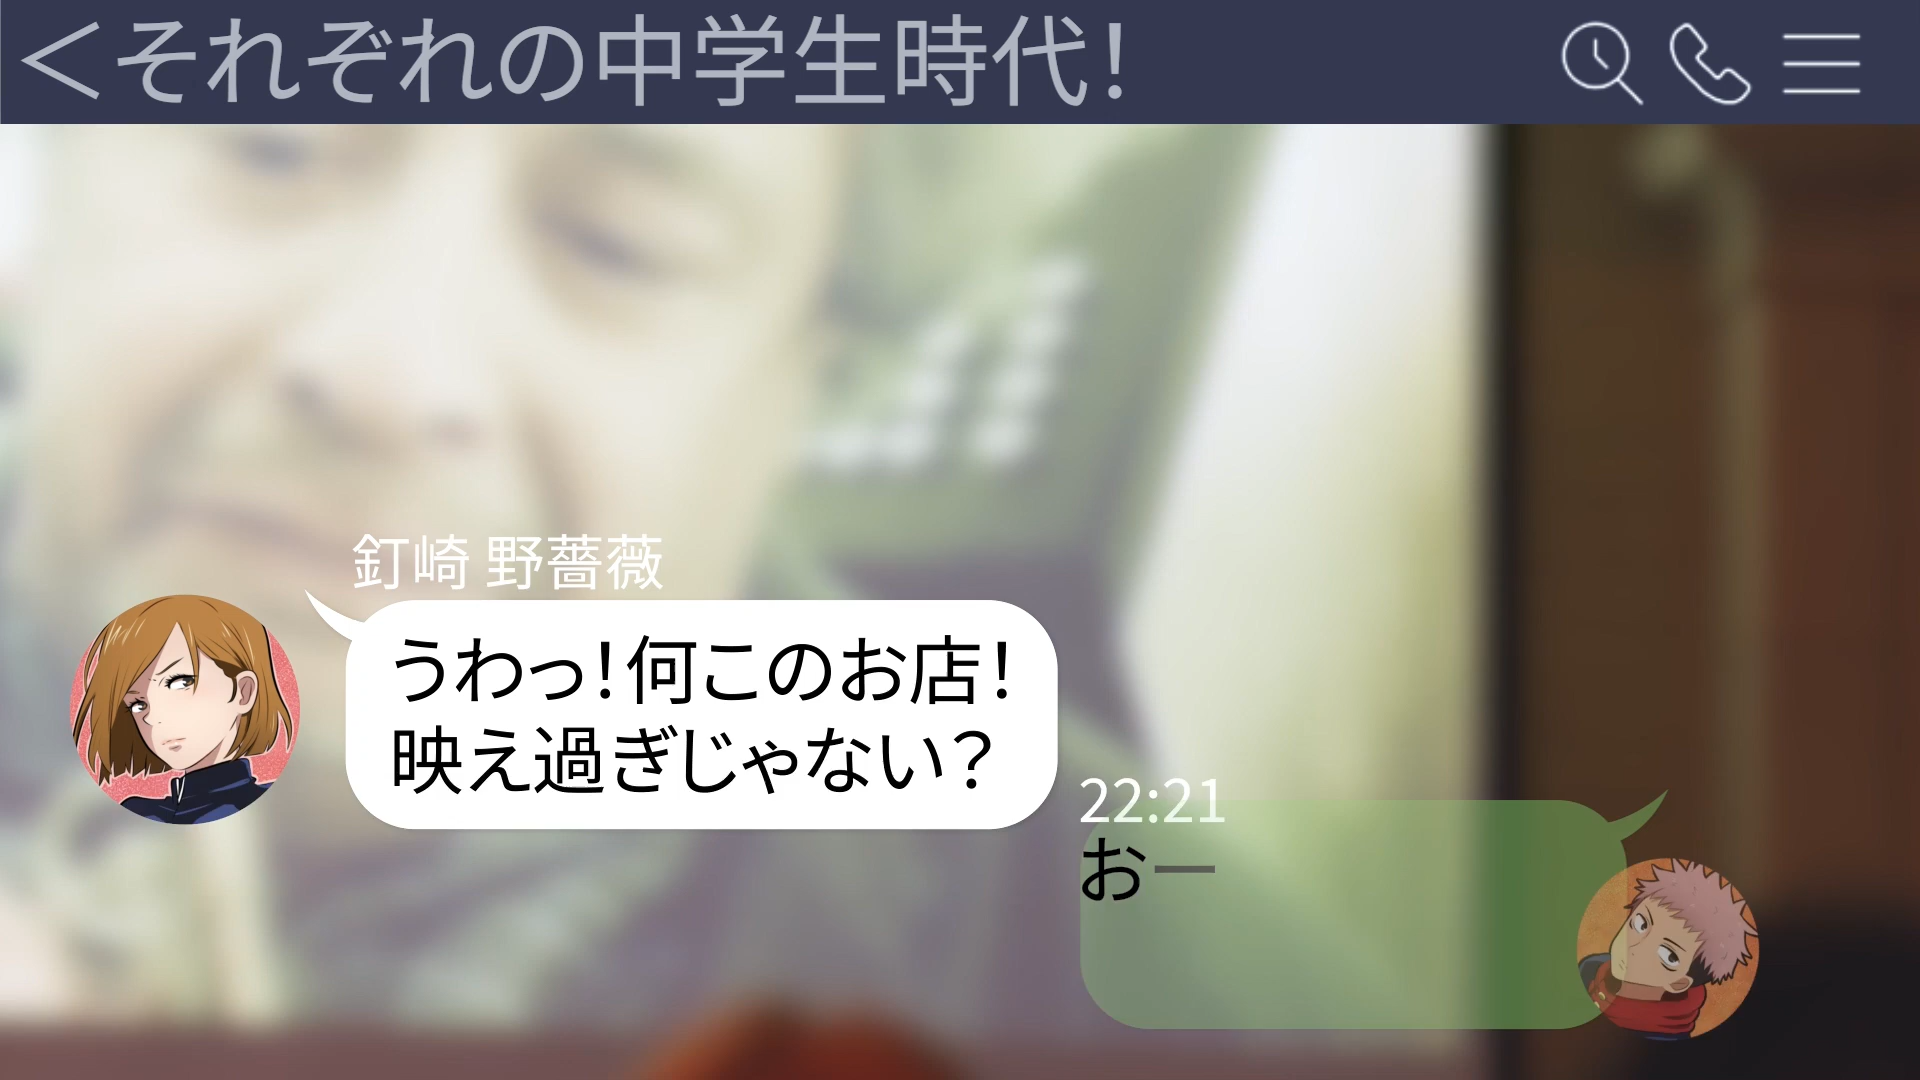 ＜それぞれの中学生時代！
釘崎 野薔薇
うわっ！何このお店！
映え過ぎじゃない？
22:21
おー